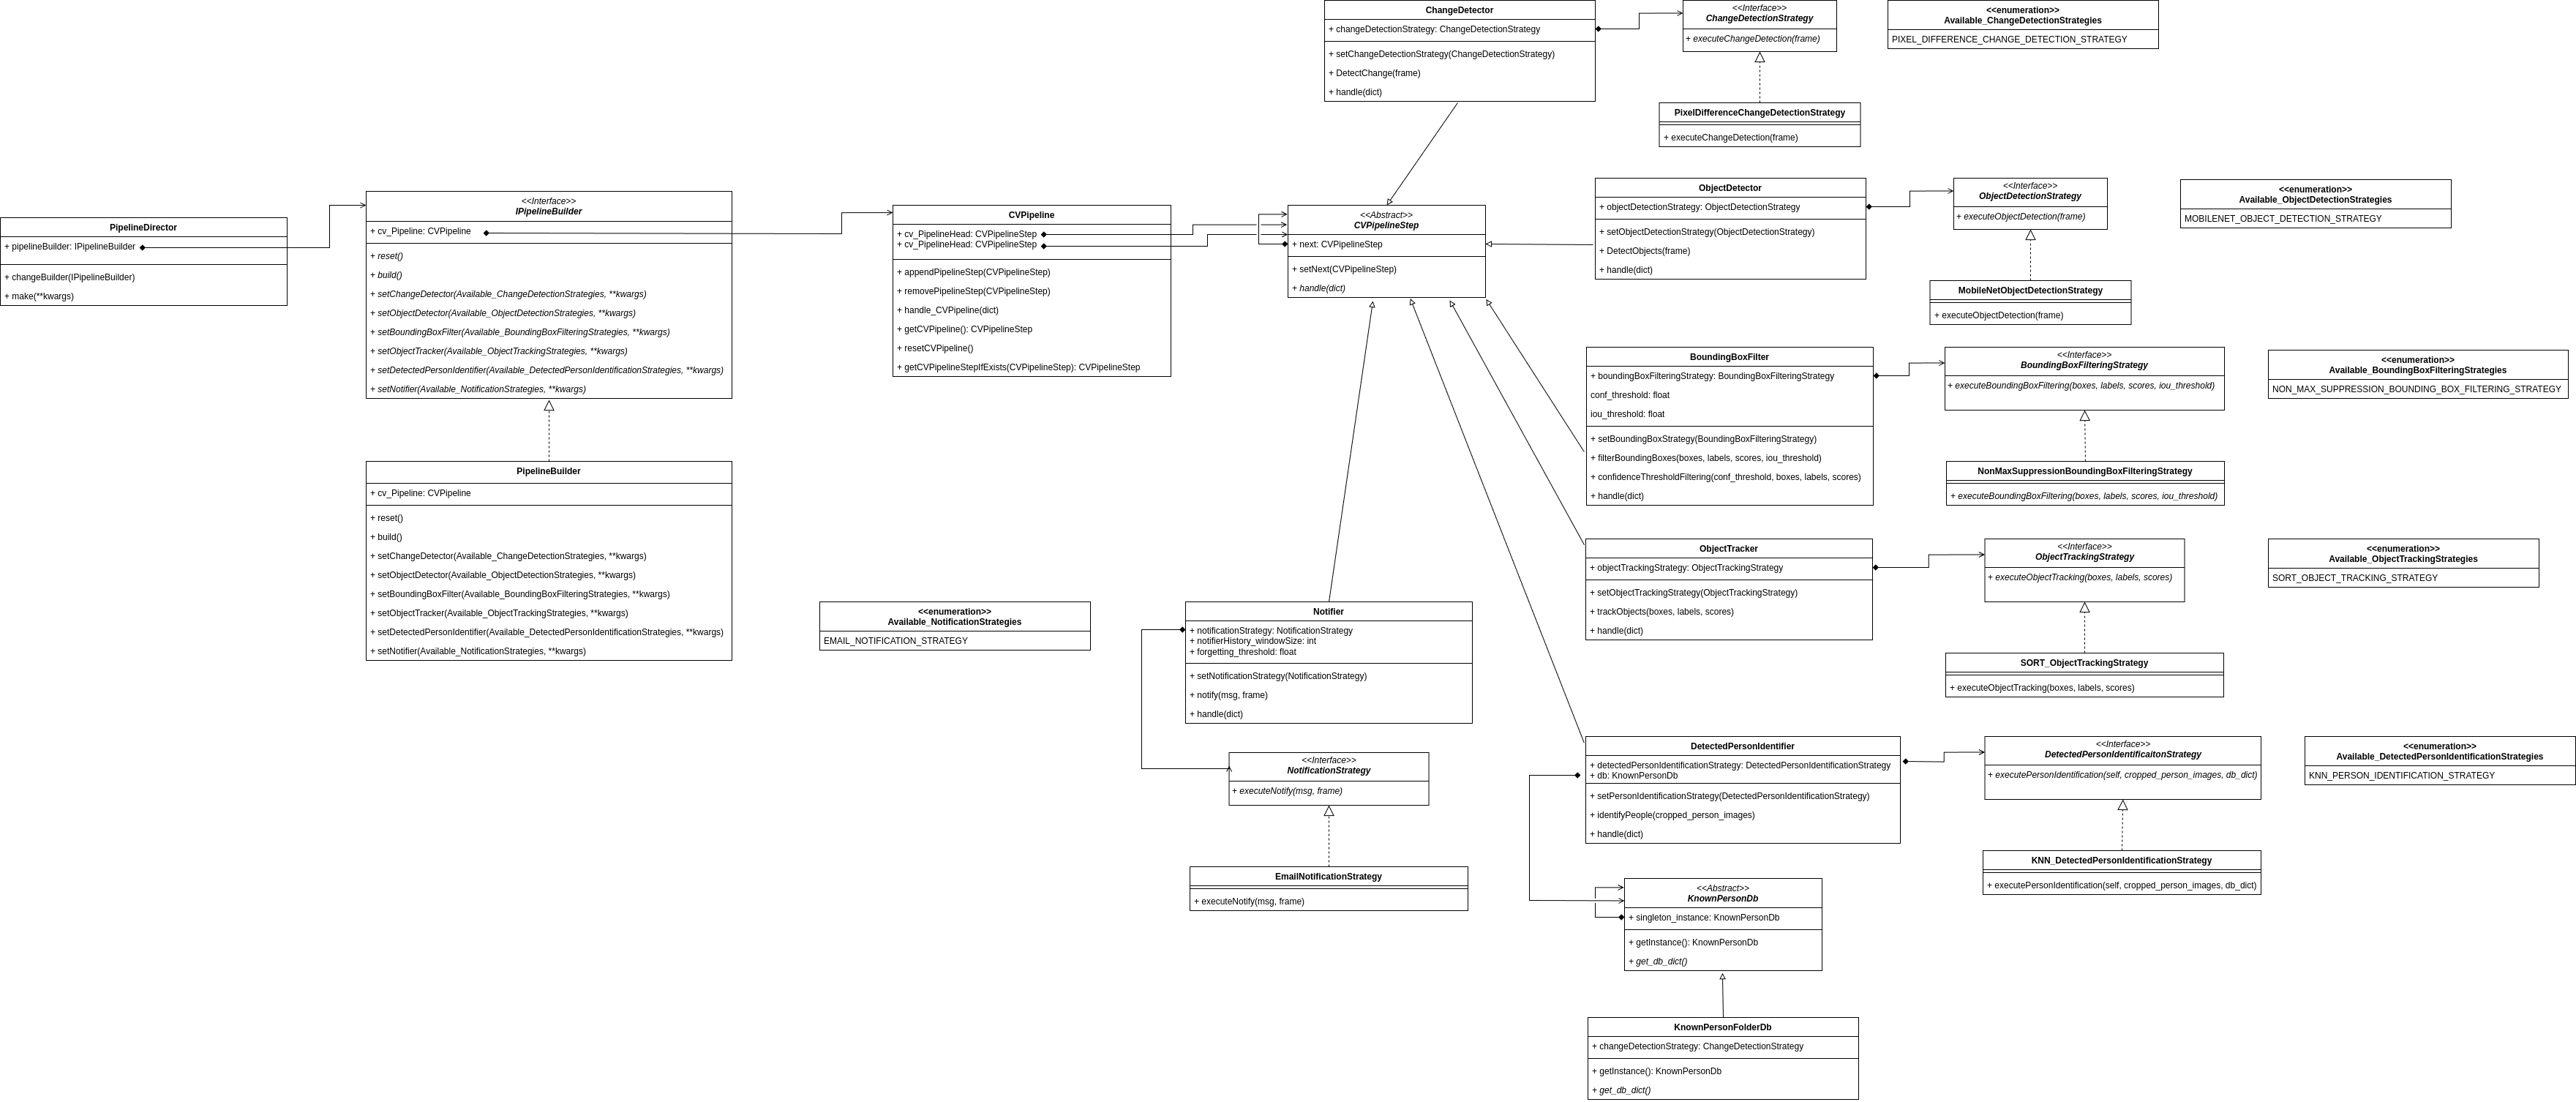 PipelineDirector
+ pipelineBuilder: IPipelineBuilder
+ changeBuilder(IPipelineBuilder)
+ make(**kwargs)
<<Interface>>
IPipelineBuilder
+ cv_Pipeline: CVPipeline
+ reset()
+ build()
+ setChangeDetector(Available_ChangeDetectionStrategies, **kwargs)
+ setObjectDetector(Available_ObjectDetectionStrategies, **kwargs)
+ setBoundingBoxFilter(Available_BoundingBoxFilteringStrategies, **kwargs)
+ setObjectTracker(Available_ObjectTrackingStrategies, **kwargs)
+ setDetectedPersonIdentifier(Available_DetectedPersonIdentificationStrategies, **kwargs)
+ setNotifier(Available_NotificationStrategies, **kwargs)
PipelineBuilder
+ cv_Pipeline: CVPipeline
+ reset()
+ build()
+ setChangeDetector(Available_ChangeDetectionStrategies, **kwargs)
+ setObjectDetector(Available_ObjectDetectionStrategies, **kwargs)
+ setBoundingBoxFilter(Available_BoundingBoxFilteringStrategies, **kwargs)
+ setObjectTracker(Available_ObjectTrackingStrategies, **kwargs)
+ setDetectedPersonIdentifier(Available_DetectedPersonIdentificationStrategies, **kwargs)
+ setNotifier(Available_NotificationStrategies, **kwargs)
CVPipeline
+ cv_PipelineHead: CVPipelineStep
+ cv_PipelineHead: CVPipelineStep
+ appendPipelineStep(CVPipelineStep)
+ removePipelineStep(CVPipelineStep)
+ handle_CVPipeline(dict)
+ getCVPipeline(): CVPipelineStep
+ resetCVPipeline()
+ getCVPipelineStepIfExists(CVPipelineStep): CVPipelineStep
<<Abstract>>
CVPipelineStep
+ next: CVPipelineStep
+ setNext(CVPipelineStep)
+ handle(dict)
ChangeDetector
+ changeDetectionStrategy: ChangeDetectionStrategy
+ setChangeDetectionStrategy(ChangeDetectionStrategy)
+ DetectChange(frame)
+ handle(dict)
<<Interface>>
ChangeDetectionStrategy
+ executeChangeDetection(frame)
PixelDifferenceChangeDetectionStrategy
+ executeChangeDetection(frame)
<<enumeration>>
Available_ChangeDetectionStrategies
PIXEL_DIFFERENCE_CHANGE_DETECTION_STRATEGY
ObjectDetector
+ objectDetectionStrategy: ObjectDetectionStrategy
+ setObjectDetectionStrategy(ObjectDetectionStrategy)
+ DetectObjects(frame)
+ handle(dict)
<<Interface>>
ObjectDetectionStrategy
+ executeObjectDetection(frame)
MobileNetObjectDetectionStrategy
+ executeObjectDetection(frame)
<<enumeration>>
Available_ObjectDetectionStrategies
MOBILENET_OBJECT_DETECTION_STRATEGY
BoundingBoxFilter
+ boundingBoxFilteringStrategy: BoundingBoxFilteringStrategy
conf_threshold: float
iou_threshold: float
+ setBoundingBoxStrategy(BoundingBoxFilteringStrategy)
+ filterBoundingBoxes(boxes, labels, scores, iou_threshold)
+ confidenceThresholdFiltering(conf_threshold, boxes, labels, scores)
+ handle(dict)
<<Interface>>
BoundingBoxFilteringStrategy
+ executeBoundingBoxFiltering(boxes, labels, scores, iou_threshold)
NonMaxSuppressionBoundingBoxFilteringStrategy
+ executeBoundingBoxFiltering(boxes, labels, scores, iou_threshold)
<<enumeration>>
Available_BoundingBoxFilteringStrategies
NON_MAX_SUPPRESSION_BOUNDING_BOX_FILTERING_STRATEGY
ObjectTracker
+ objectTrackingStrategy: ObjectTrackingStrategy
+ setObjectTrackingStrategy(ObjectTrackingStrategy)
+ trackObjects(boxes, labels, scores)
+ handle(dict)
<<Interface>>
ObjectTrackingStrategy
+ executeObjectTracking(boxes, labels, scores)
SORT_ObjectTrackingStrategy
+ executeObjectTracking(boxes, labels, scores)
<<enumeration>>
Available_ObjectTrackingStrategies
SORT_OBJECT_TRACKING_STRATEGY
<<enumeration>>
Available_NotificationStrategies
EMAIL_NOTIFICATION_STRATEGY
Notifier
+ notificationStrategy: NotificationStrategy
+ notifierHistory_windowSize: int
+ forgetting_threshold: float
+ setNotificationStrategy(NotificationStrategy)
+ notify(msg, frame)
+ handle(dict)
<<Interface>>
NotificationStrategy
+ executeNotify(msg, frame)
EmailNotificationStrategy
+ executeNotify(msg, frame)
DetectedPersonIdentifier
+ detectedPersonIdentificationStrategy: DetectedPersonIdentificationStrategy
+ db: KnownPersonDb
+ setPersonIdentificationStrategy(DetectedPersonIdentificationStrategy)
+ identifyPeople(cropped_person_images)
+ handle(dict)
<<Interface>>
DetectedPersonIdentificaitonStrategy
+ executePersonIdentification(self, cropped_person_images, db_dict)
KNN_DetectedPersonIdentificationStrategy
+ executePersonIdentification(self, cropped_person_images, db_dict)
<<enumeration>>
Available_DetectedPersonIdentificationStrategies
KNN_PERSON_IDENTIFICATION_STRATEGY
<<Abstract>>
KnownPersonDb
+ singleton_instance: KnownPersonDb
+ getInstance(): KnownPersonDb
+ get_db_dict()
KnownPersonFolderDb
+ changeDetectionStrategy: ChangeDetectionStrategy
+ getInstance(): KnownPersonDb
+ get_db_dict()